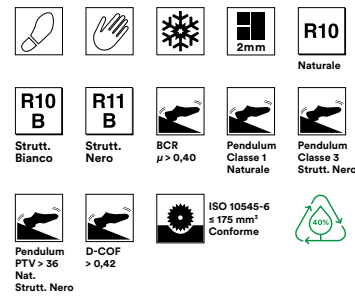 2mm
R10
Naturale
R10
B
R11
B
Strutt.
Bianco
Strutt.
Nero
BCR
μ > 0,40
Pendulum
Classe 1
Naturale
Pendulum
Classe 3
Strutt. Nero
Pendulum
PTV > 36
Nat.
Strutt. Nero
D-COF
> 0,42
ISO 10545-6
≤ 175 mm³
Conforme
40%